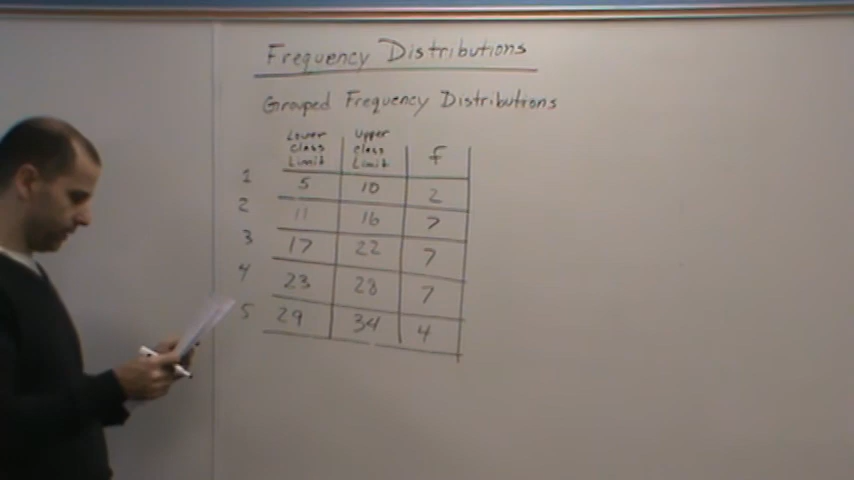 Frequency Distributions
Grouped Frequency Distributions
Lower Class Limit Upper Class Limit f
1 5 10 2
2 11 16 7
3 17 22 7
4 23 28 7
5 29 34 4